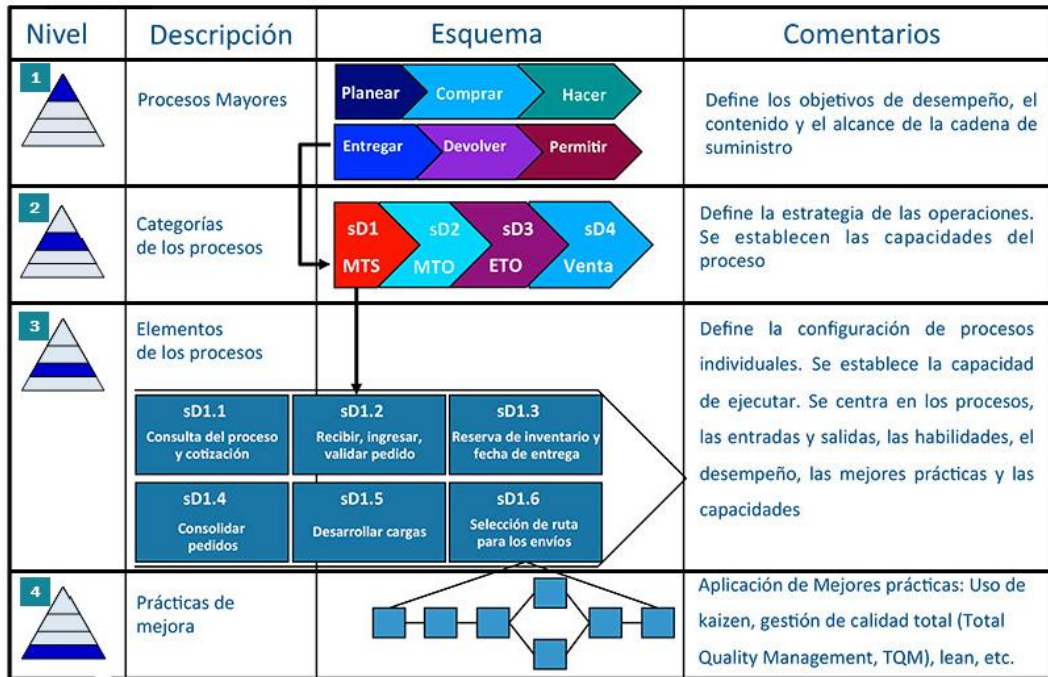 Nivel
Descripción
Esquema
Comentarios
1
Procesos Mayores
Planear
Comprar
Hacer
Entregar
Devolver
Permitir
Define los objetivos de desempeño, el
contenido y el alcance de la cadena de
suministro
2
Categorías
de los procesos
sD1
MTS
sD2
MTO
sD3
ETO
sD4
Venta
Define la estrategia de las operaciones.
Se establecen las capacidades del
proceso
3
Elementos
de los procesos
sD1.1
Consulta del proceso
y cotización
sD1.2
Recibir, ingresar,
validar pedido
sD1.3
Reserva de inventario y
fecha de entrega
sD1.4
Consolidar
pedidos
sD1.5
Desarrollar cargas
sD1.6
Selección de ruta
para los envíos
Define la configuración de procesos
individuales. Se establece la capacidad
de ejecutar. Se centra en los procesos,
las entradas y salidas, las habilidades, el
desempeño, las mejores prácticas y las
capacidades
4
Prácticas de
mejora
Aplicación de Mejores prácticas: Uso de
kaizen, gestión de calidad total (Total
Quality Management, TQM), lean, etc.